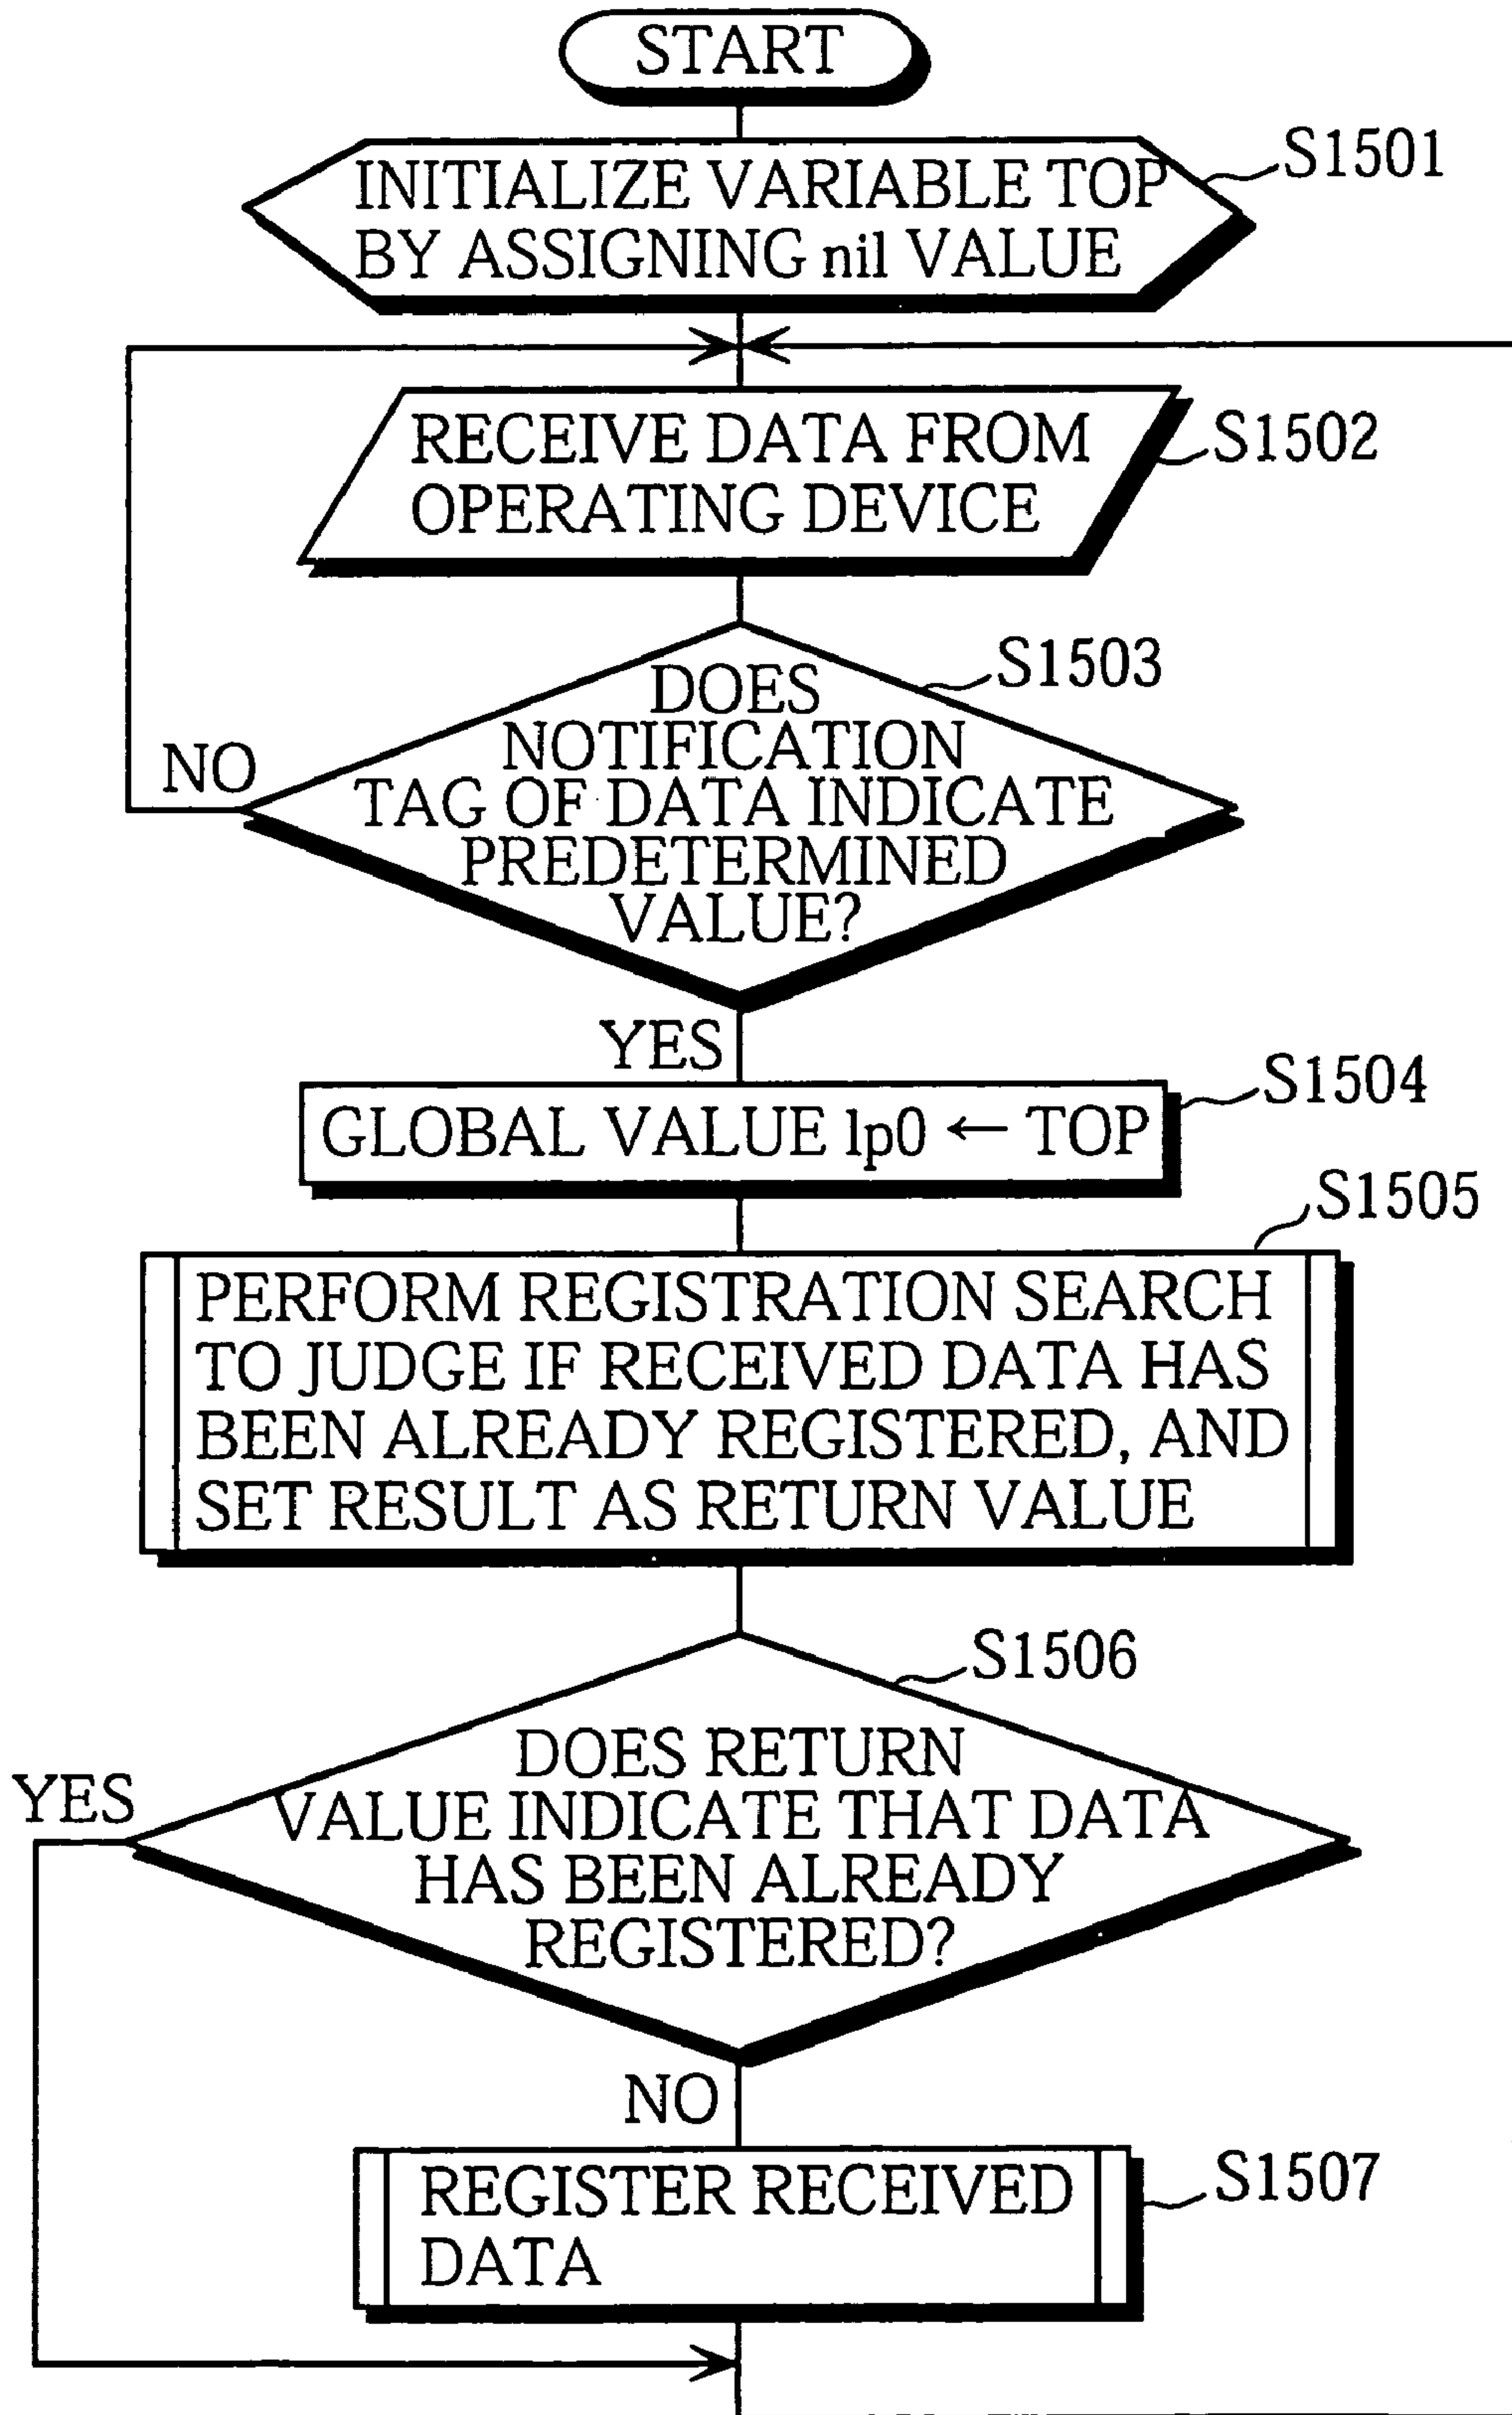 START
INITIALIZE VARIABLE TOP
BY ASSIGNING nil VALUE
S1501
RECEIVE DATA FROM
OPERATING DEVICE
S1502
DOES
NOTIFICATION
TAG OF DATA INDICATE
PREDETERMINED
VALUE?
S1503
NO
YES
GLOBAL VALUE lp0 ← TOP
S1504
PERFORM REGISTRATION SEARCH
TO JUDGE IF RECEIVED DATA HAS
BEEN ALREADY REGISTERED, AND
SET RESULT AS RETURN VALUE
S1505
DOES RETURN
VALUE INDICATE THAT DATA
HAS BEEN ALREADY
REGISTERED?
S1506
YES
NO
REGISTER RECEIVED
DATA
S1507